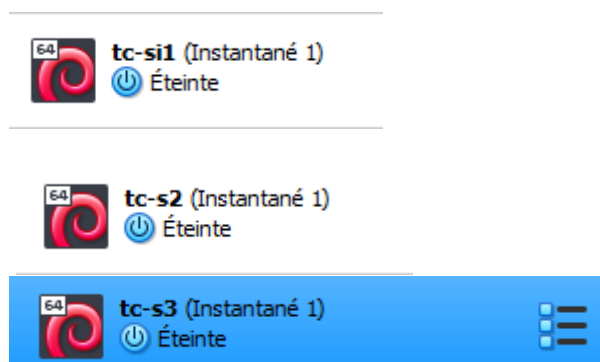 64
tc-si1 (Instantané 1)
Éteinte
64
tc-s2 (Instantané 1)
Éteinte
64
tc-s3 (Instantané 1)
Éteinte